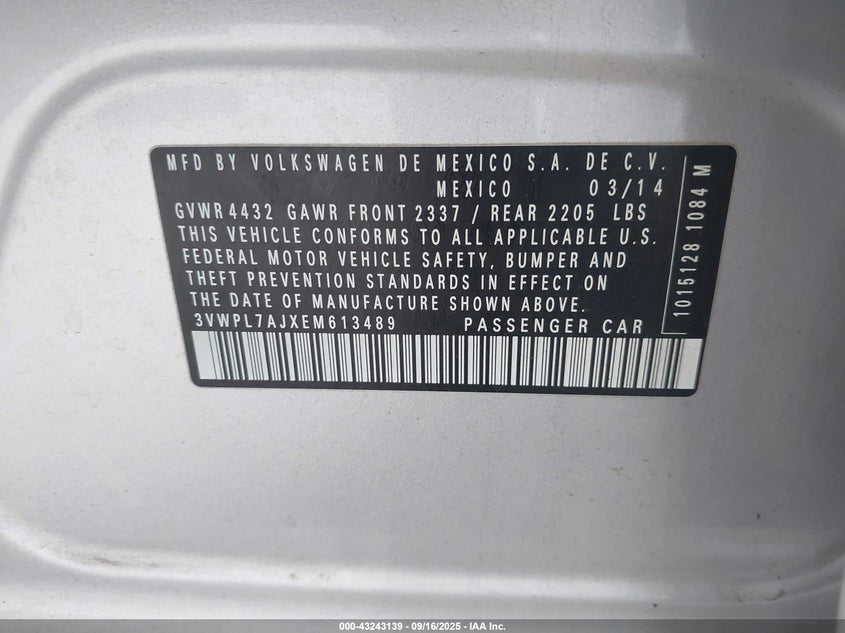 MFD BY VOLKSWAGEN DE MEXICO S.A. DE C.V.
MEXICO 03/14
GVWR 4432 GAWR FRONT 2337 / REAR 2205 LBS
THIS VEHICLE CONFORMS TO ALL APPLICABLE U.S.
FEDERAL MOTOR VEHICLE SAFETY, BUMPER AND
THEFT PREVENTION STANDARDS IN EFFECT ON
THE DATE OF MANUFACTURE SHOWN ABOVE.
3VWPL7AJXEM613489 PASSENGER CAR
1015128 1084 M
000-43243139 - 09/16/2025 - IAA Inc.